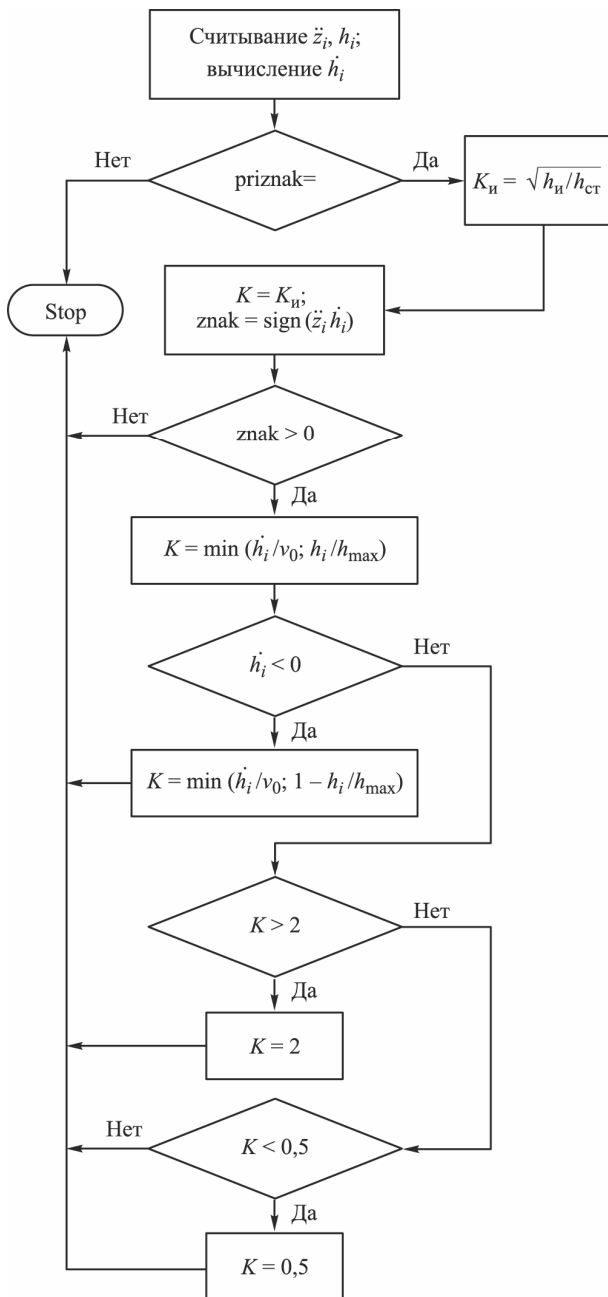 Считывание z̈ᵢ, hᵢ;
вычисление ḣᵢ
Нет
Да
priznak=
Kи = √hи/hст
Stop
K = Kи;
znak = sign (z̈ᵢ ḣᵢ)
Нет
znak > 0
Да
K = min (ḣᵢ/v₀; hᵢ/hmax)
Нет
ḣᵢ < 0
Да
K = min (ḣᵢ/v₀; 1 – hᵢ/hmax)
Нет
K > 2
Да
K = 2
Нет
K < 0,5
Да
K = 0,5